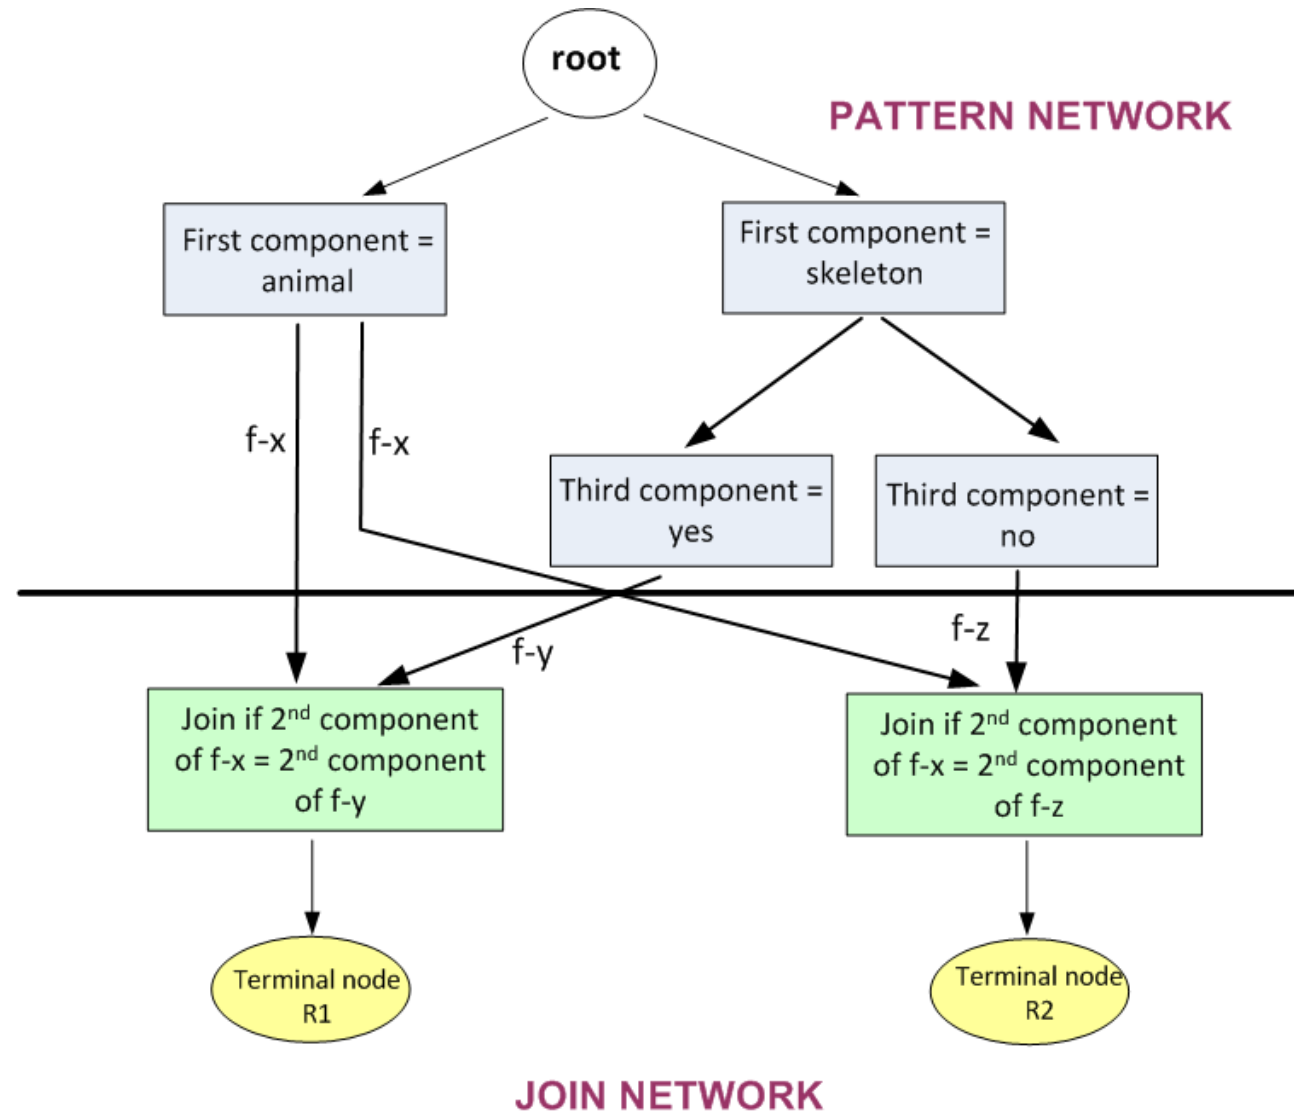 root
PATTERN NETWORK
First component =
animal
First component =
skeleton
f-x
f-x
Third component =
yes
Third component =
no
f-y
f-z
Join if 2nd component
of f-x = 2nd component
of f-y
Join if 2nd component
of f-x = 2nd component
of f-z
Terminal node
R1
Terminal node
R2
JOIN NETWORK